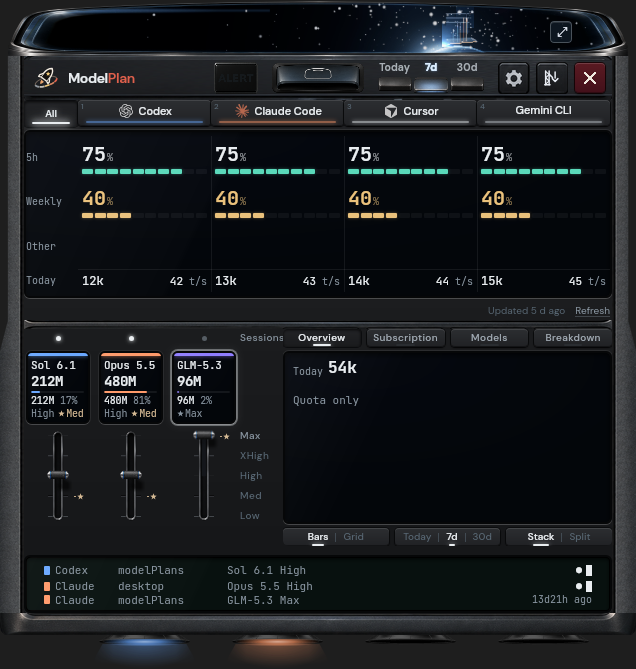 ModelPlan ALERT Today 7d 30d
All 1 Codex 2 Claude Code 3 Cursor 4 Gemini CLI
5h 75% 75% 75% 75%
Weekly 40% 40% 40% 40%
Other
Today 12k 42 t/s 13k 43 t/s 14k 44 t/s 15k 45 t/s
Updated 5 d ago Refresh
Sessions Overview Subscription Models Breakdown
Sol 6.1 Opus 5.5 GLM-5.3
212M 480M 96M
212M 17% 480M 81% 96M 2%
High ★Med High ★Med ★Max
Today 54k
Quota only
-★ Max
XHigh
High
-★ -★ Med
Low
Bars | Grid Today | 7d | 30d Stack | Split
Codex modelPlans Sol 6.1 High
Claude desktop Opus 5.5 High
Claude modelPlans GLM-5.3 Max 13d21h ago